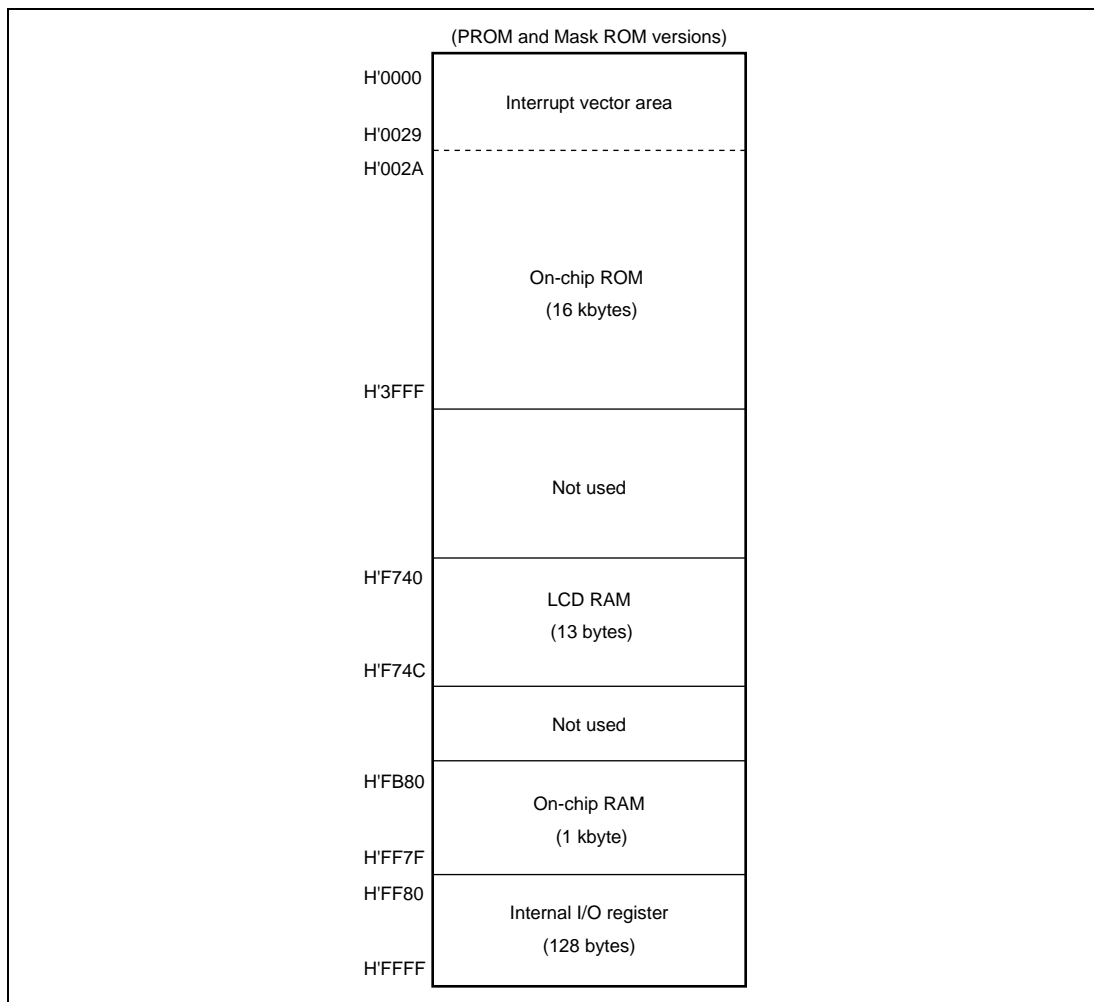 (PROM and Mask ROM versions)
H'0000
Interrupt vector area
H'0029
H'002A
On-chip ROM
(16 kbytes)
H'3FFF
Not used
H'F740
LCD RAM
(13 bytes)
H'F74C
Not used
H'FB80
On-chip RAM
(1 kbyte)
H'FF7F
H'FF80
Internal I/O register
(128 bytes)
H'FFFF